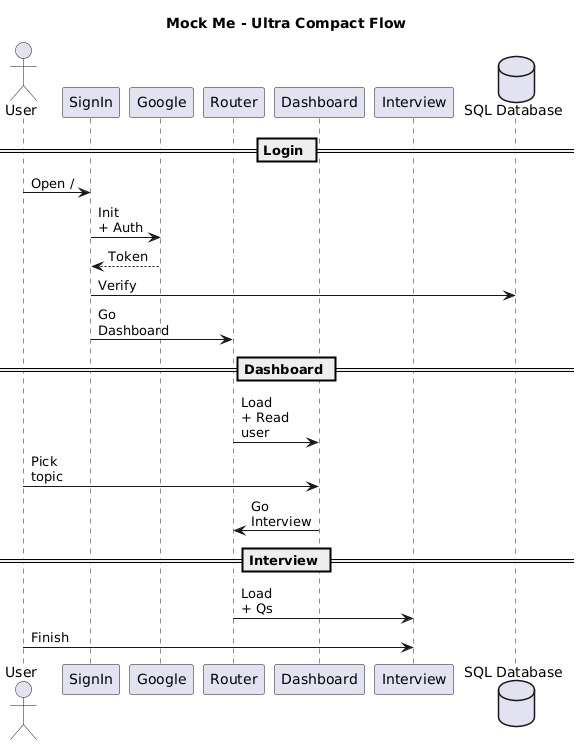 Mock Me - Ultra Compact Flow
User
SignIn
Google
Router
Dashboard
Interview
SQL Database
Login
Open /
Init
+ Auth
Token
Verify
Go
Dashboard
Dashboard
Load
+ Read
user
Pick
topic
Go
Interview
Interview
Load
+ Qs
Finish
User
SignIn
Google
Router
Dashboard
Interview
SQL Database